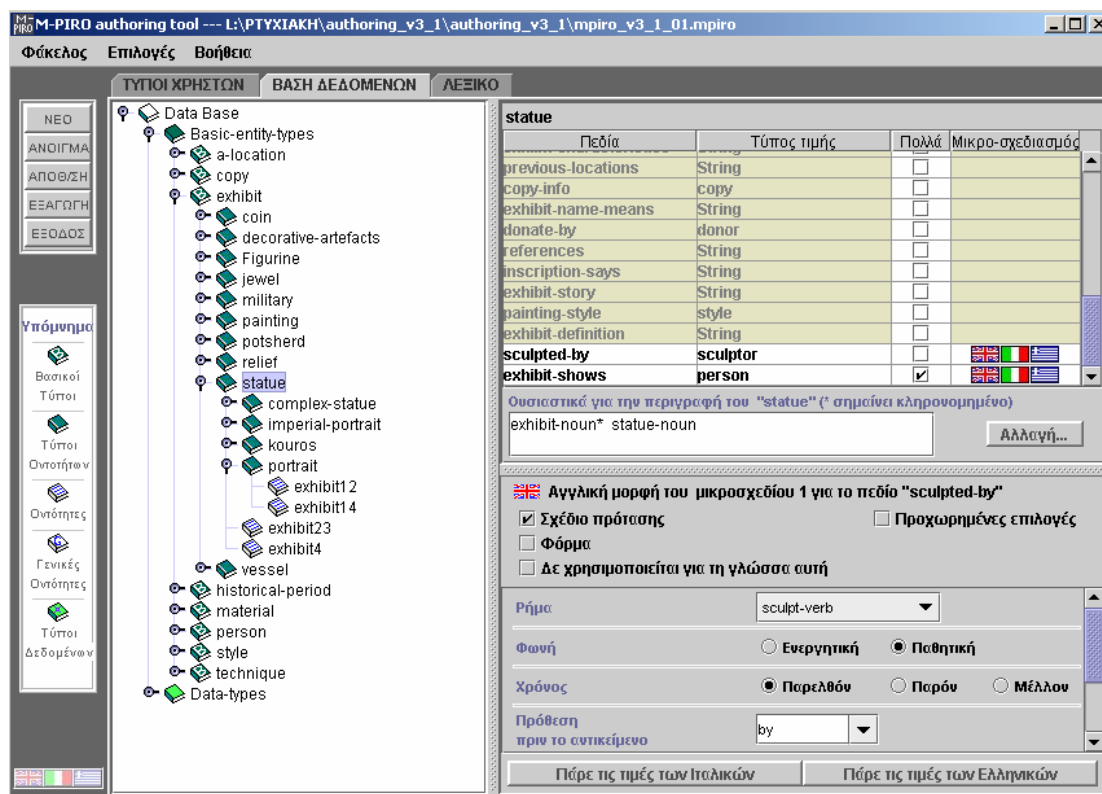 M-PIRO M-PIRO authoring tool --- L:\ΡΤΥΧΙΑΚΗ\authoring_v3_1\authoring_v3_1\mpiro_v3_1_01.mpiro
Φάκελος Επιλογές Βοήθεια
ΤΥΠΟΙ ΧΡΗΣΤΩΝ ΒΑΣΗ ΔΕΔΟΜΕΝΩΝ ΛΕΞΙΚΟ
ΝΕΟ
ΑΝΟΙΓΜΑ
ΑΠΟΘ/ΣΗ
ΕΞΑΓΩΓΗ
ΕΞΟΔΟΣ
Υπόμνημα
Βασικοί
Τύποι
Τύποι
Οντοτήτων
Οντότητες
Γενικές
Οντότητες
Τύποι
Δεδομένων
Data Base
Basic-entity-types
a-location
copy
exhibit
coin
decorative-artefacts
Figurine
jewel
military
painting
potsherd
relief
statue
complex-statue
imperial-portrait
kouros
portrait
exhibit12
exhibit14
exhibit23
exhibit4
vessel
historical-period
material
person
style
technique
Data-types
statue
Πεδία Τύπος τιμής Πολλά Μικρο-σχεδιασμός
previous-locations String
copy-info copy
exhibit-name-means String
donate-by donor
references String
inscription-says String
exhibit-story String
painting-style style
exhibit-definition String
sculpted-by sculptor
exhibit-shows person
Ουσιαστικά για την περιγραφή του "statue" (* σημαίνει κληρονομημένο)
exhibit-noun* statue-noun
Αλλαγή...
Αγγλική μορφή του μικροσχεδίου 1 για το πεδίο "sculpted-by"
Σχέδιο πρότασης Προχωρημένες επιλογές
Φόρμα
Δε χρησιμοποιείται για τη γλώσσα αυτή
Ρήμα sculpt-verb
Φωνή Ενεργητική Παθητική
Χρόνος Παρελθόν Παρόν Μέλλον
Πρόθεση
πριν το αντικείμενο by
Πάρε τις τιμές των Ιταλικών Πάρε τις τιμές των Ελληνικών